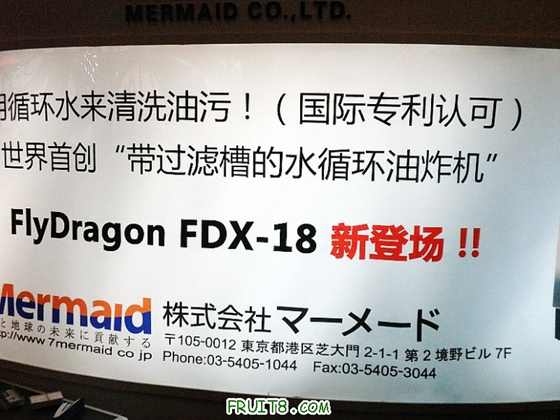 MERMAID CO.,LTD.
用循环水来清洗油污！（国际专利认可）
世界首创“带过滤槽的水循环油炸机”
FlyDragon FDX-18 新登场 !!
Mermaid 株式会社 マーメード
と地球の未来に貢献する
http://www.7mermaid co jp
〒105-0012 東京都港区芝大門 2-1-1 第 2 境野ビル 7F
Phone:03-5405-1044 Fax:03-5405-3044
FRUIT8.COM